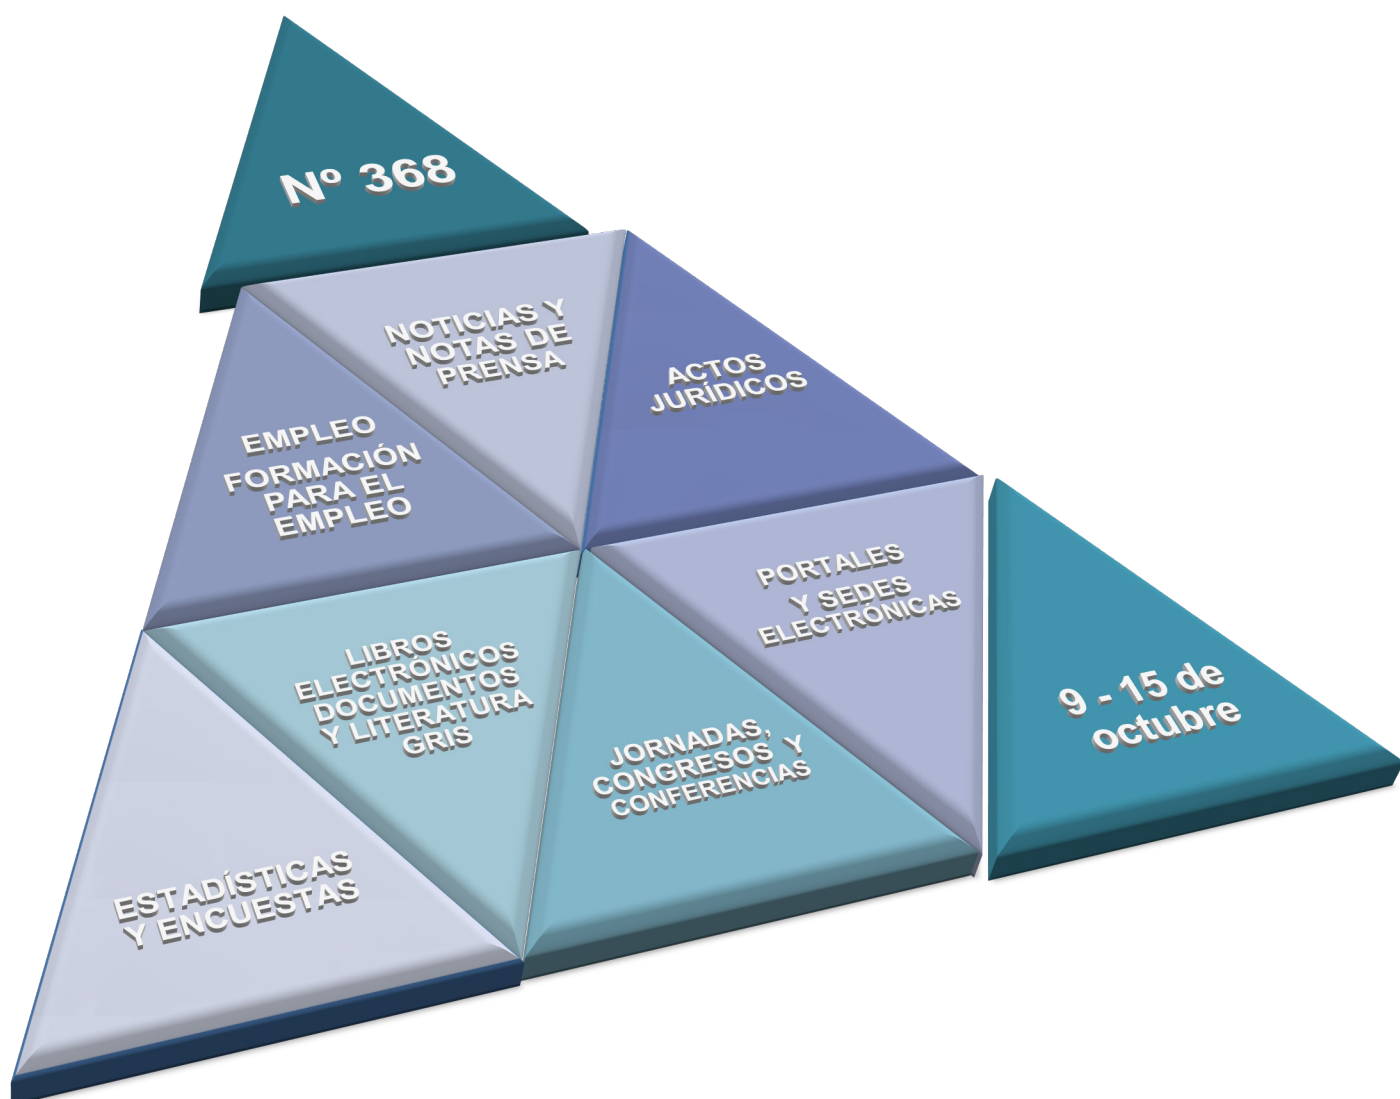 Nº 368
NOTICIAS Y
NOTAS DE
PRENSA
ACTOS
JURÍDICOS
EMPLEO
FORMACIÓN
PARA EL
EMPLEO
PORTALES
Y SEDES
ELECTRÓNICAS
LIBROS
ELECTRÓNICOS
DOCUMENTOS
Y LITERATURA
GRIS
JORNADAS,
CONGRESOS Y
CONFERENCIAS
9 - 15 de
octubre
ESTADÍSTICAS
Y ENCUESTAS